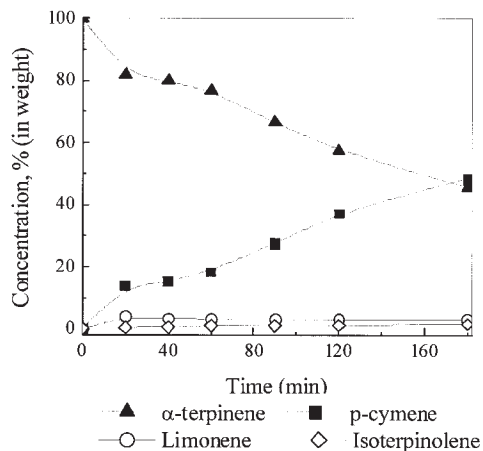 100
80
60
40
20
0
Concentration, % (in weight)
0 40 80 120 160
Time (min)
α-terpinene p-cymene
Limonene Isoterpinolene